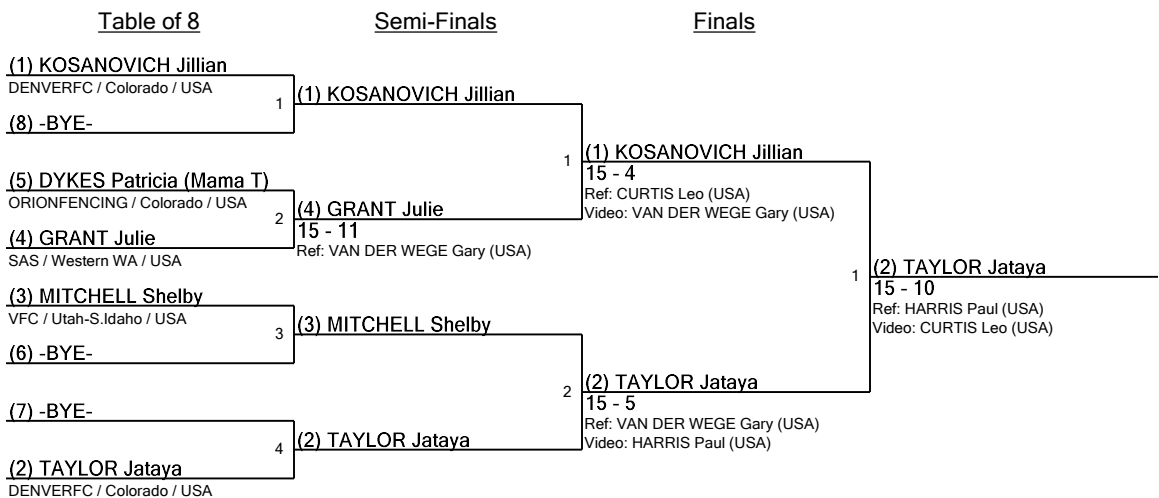 Table of 8
Semi-Finals
Finals
(1) KOSANOVICH Jillian
DENVERFC / Colorado / USA
1
(8) -BYE-
(5) DYKES Patricia (Mama T)
ORIONFENCING / Colorado / USA
2
(4) GRANT Julie
SAS / Western WA / USA
(3) MITCHELL Shelby
VFC / Utah-S.Idaho / USA
3
(6) -BYE-
(7) -BYE-
4
(2) TAYLOR Jataya
DENVERFC / Colorado / USA
(1) KOSANOVICH Jillian
1
(4) GRANT Julie
15 - 11
Ref: VAN DER WEGE Gary (USA)
(3) MITCHELL Shelby
2
(2) TAYLOR Jataya
(1) KOSANOVICH Jillian
15 - 4
Ref: CURTIS Leo (USA)
Video: VAN DER WEGE Gary (USA)
1
(2) TAYLOR Jataya
15 - 5
Ref: VAN DER WEGE Gary (USA)
Video: HARRIS Paul (USA)
(2) TAYLOR Jataya
15 - 10
Ref: HARRIS Paul (USA)
Video: CURTIS Leo (USA)